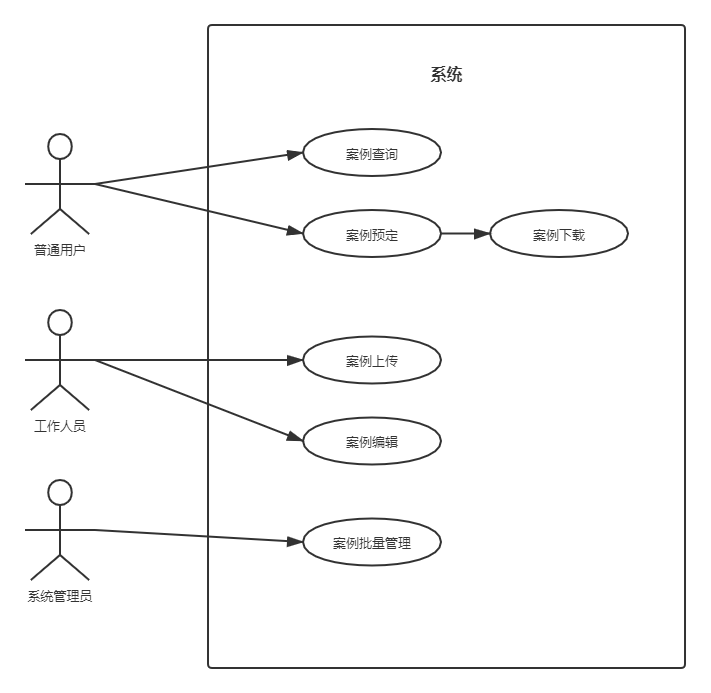 系统
案例查询
普通用户
案例预定
案例下载
工作人员
案例上传
案例编辑
系统管理员
案例批量管理